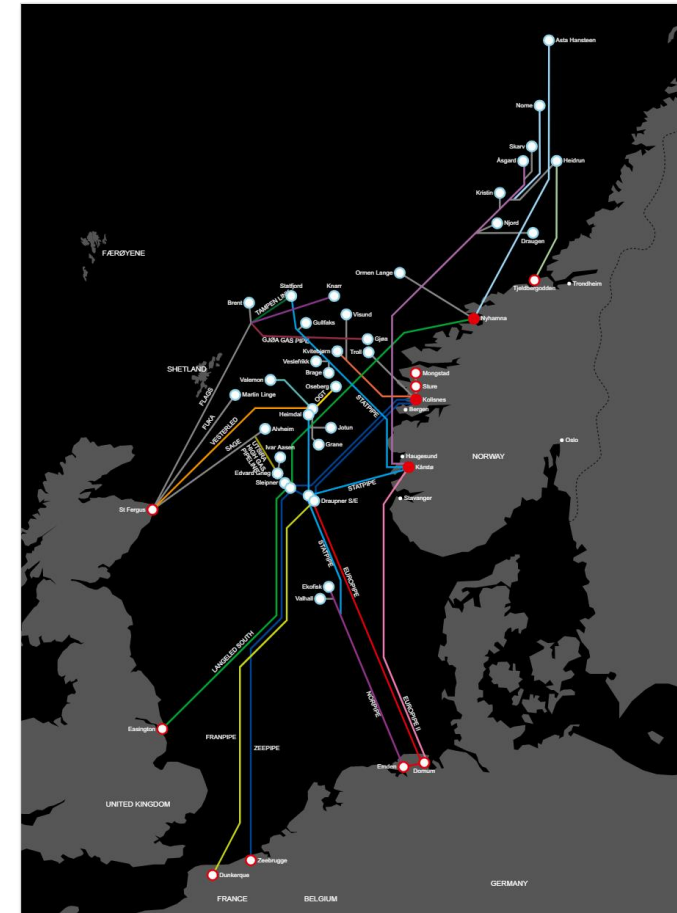 Asta Hansteen
Norne
Skarv
Åsgard
Heidrun
Kristin
Njord
Draugen
FÆRØYENE
Ormen Lange
Tjeldbergodden
Trondheim
Statfjord
Knarr
Brent
TAMPEN LINK
Visund
Nyhamna
Gullfaks
GJØA GAS PIPE
Gjøa
Kvitebjørn
Troll
Veslefrikk
SHETLAND
Brage
Mongstad
Valemon
Oseberg
Sture
FLAGS
Martin Linge
OGT
Kollsnes
FUKA
VESTERLED
Heimdal
STATPIPE
Bergen
SAGE
Alvheim
Jotun
UTSIRA
HIGH GAS
PIPELINE
Ivar Aasen
Grane
Oslo
Haugesund
NORWAY
Edvard Grieg
Kårstø
Sleipner
STATPIPE
Stavanger
St Fergus
Draupner S/E
STATPIPE
EUROPIPE
Ekofisk
Valhall
LANGELED SOUTH
NORPIPE
EUROPIPE II
Easington
FRANPIPE
ZEEPIPE
Emden
Dornum
UNITED KINGDOM
Zeebrugge
Dunkerque
GERMANY
FRANCE
BELGIUM